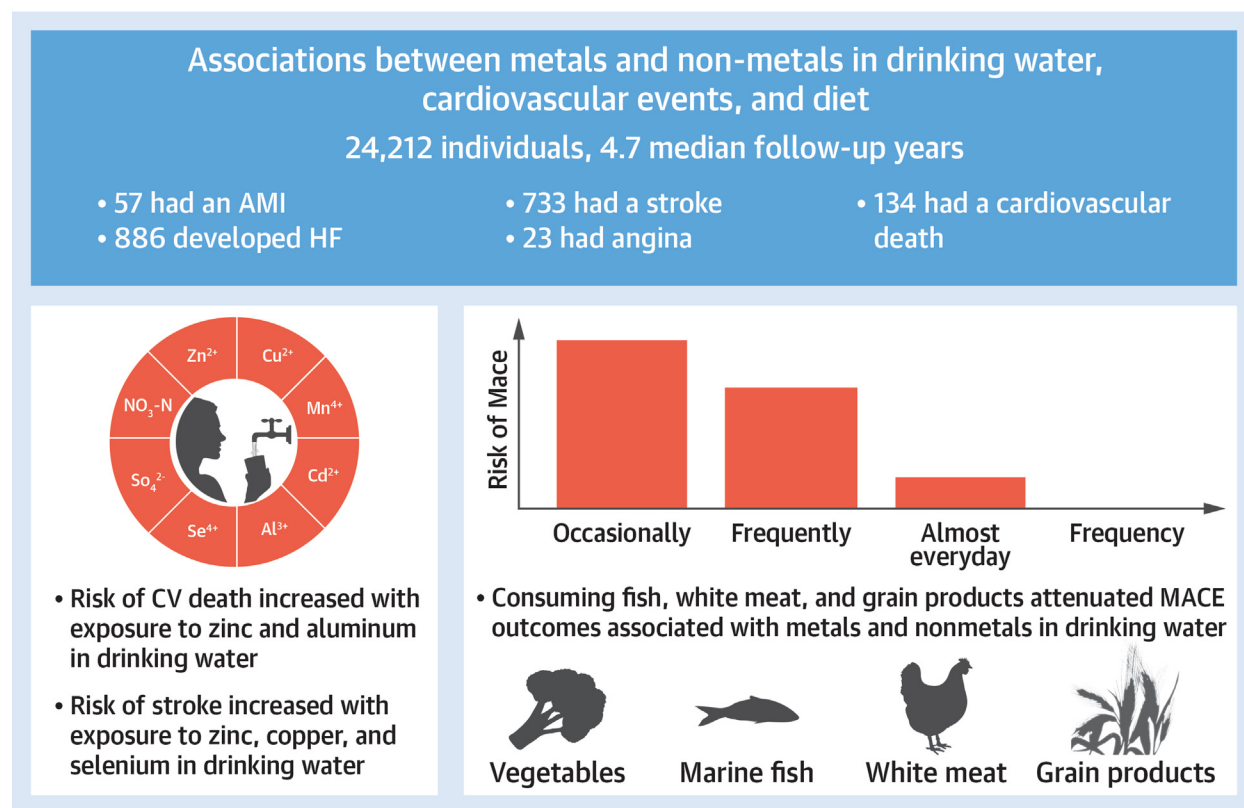 Associations between metals and non-metals in drinking water,
cardiovascular events, and diet
24,212 individuals, 4.7 median follow-up years
• 57 had an AMI
• 886 developed HF
• 733 had a stroke
• 23 had angina
• 134 had a cardiovascular
death
Zn²⁺
Cu²⁺
Mn⁴⁺
Cd²⁺
Al³⁺
Se⁴⁺
So₄²⁻
NO₃-N
• Risk of CV death increased with
exposure to zinc and aluminum
in drinking water
• Risk of stroke increased with
exposure to zinc, copper, and
selenium in drinking water
Risk of Mace
Occasionally
Frequently
Almost
everyday
Frequency
• Consuming fish, white meat, and grain products attenuated MACE
outcomes associated with metals and nonmetals in drinking water
Vegetables
Marine fish
White meat
Grain products